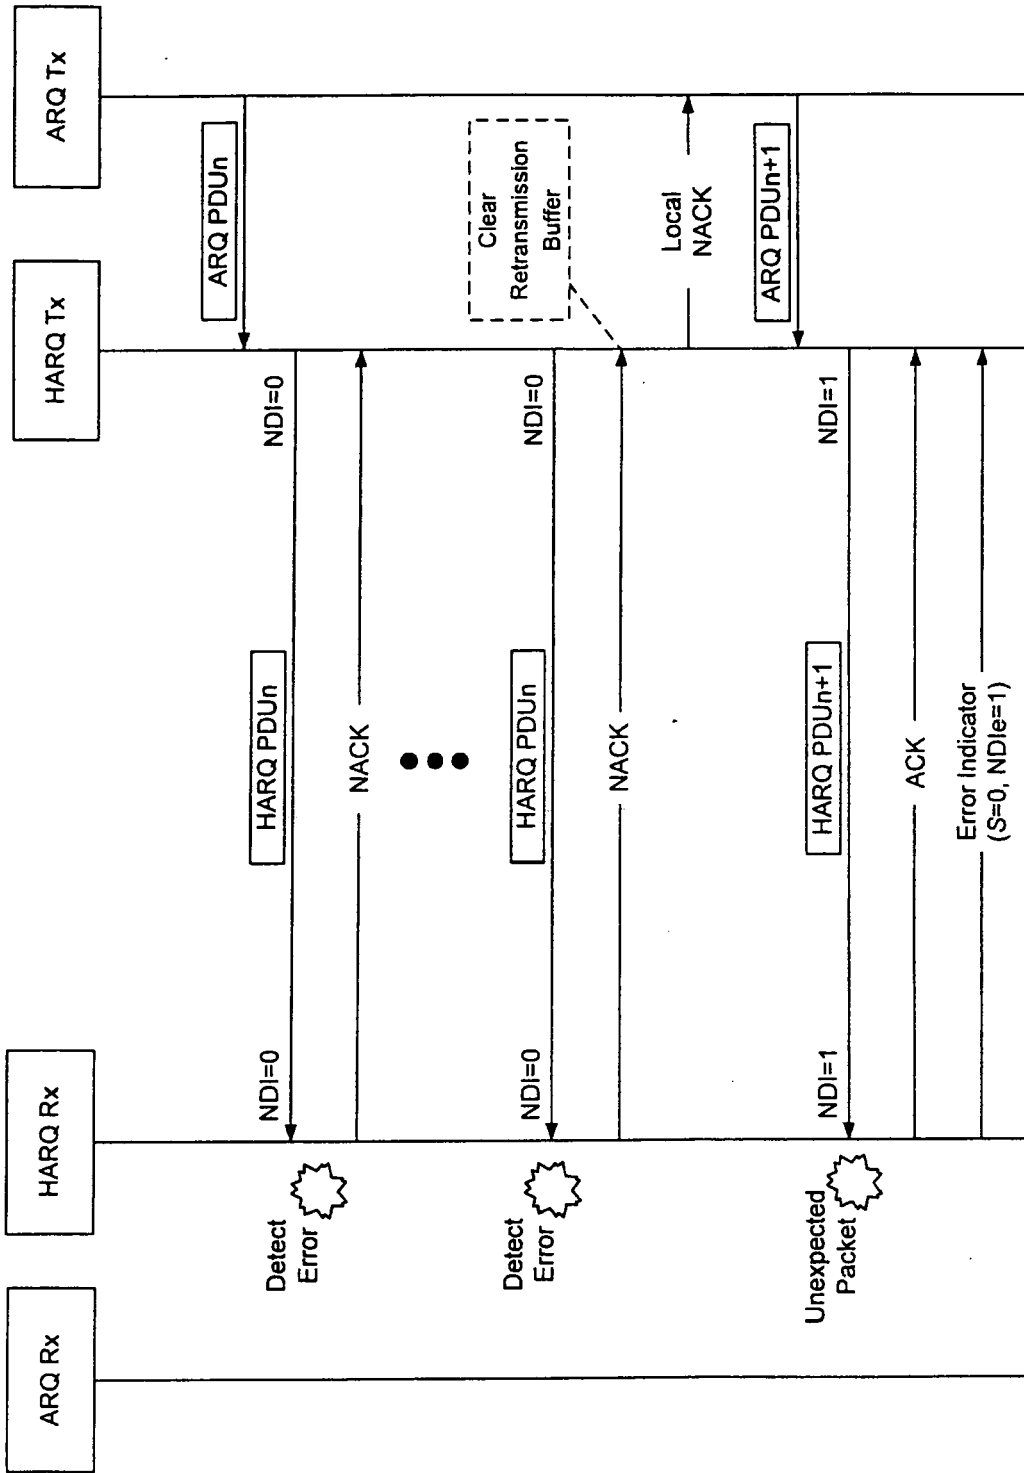 ARQ Rx
HARQ Rx
HARQ Tx
ARQ Tx
ARQ PDUn
NDI=0
HARQ PDUn
NDI=0
Detect
Error
NACK
NDI=0
HARQ PDUn
NDI=0
Detect
Error
Clear
Retransmission
Buffer
NACK
Local
NACK
ARQ PDUn+1
NDI=1
HARQ PDUn+1
NDI=1
Unexpected
Packet
ACK
Error Indicator
(S=0, NDIe=1)